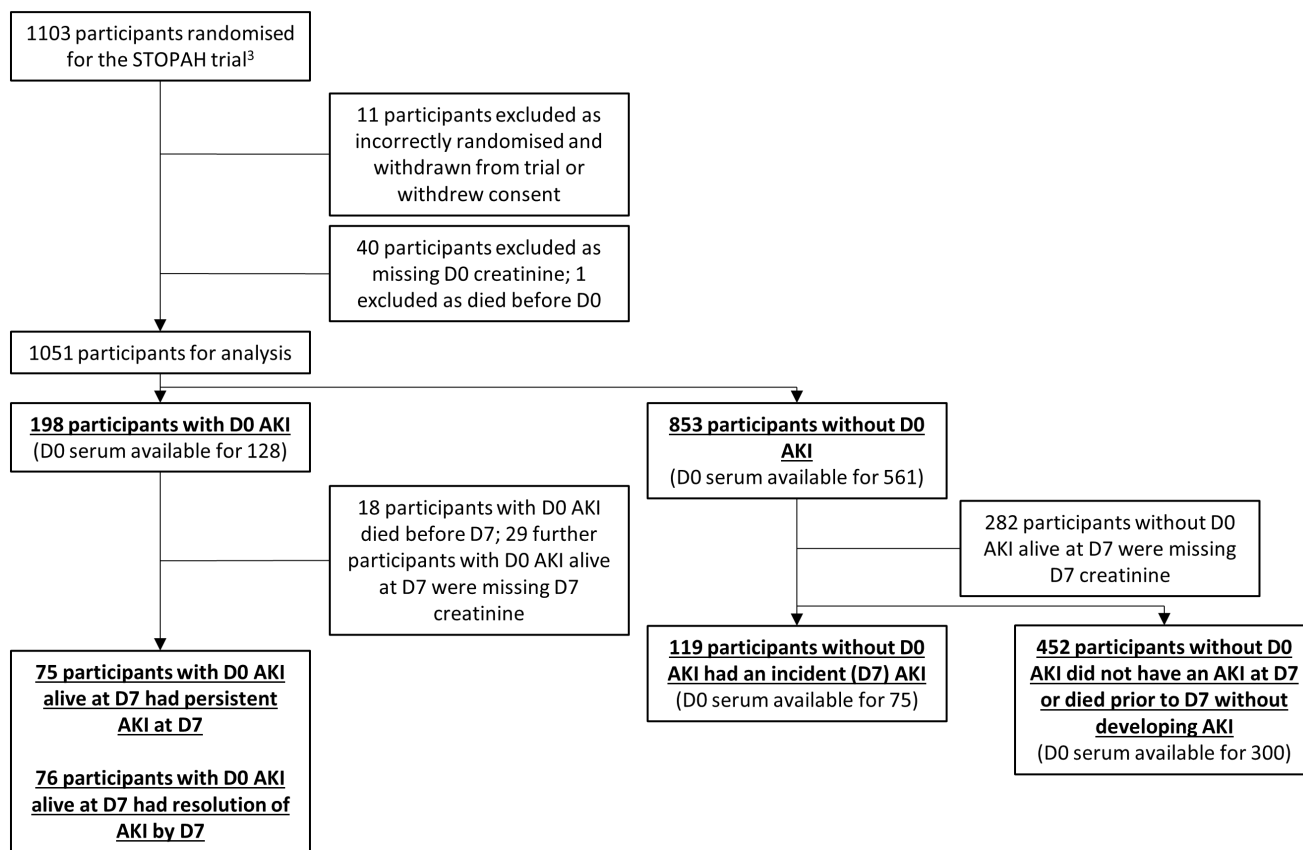 1103 participants randomised
for the STOPAH trial³
11 participants excluded as
incorrectly randomised and
withdrawn from trial or
withdrew consent
40 participants excluded as
missing D0 creatinine; 1
excluded as died before D0
1051 participants for analysis
198 participants with D0 AKI
(D0 serum available for 128)
853 participants without D0
AKI
(D0 serum available for 561)
18 participants with D0 AKI
died before D7; 29 further
participants with D0 AKI alive
at D7 were missing D7
creatinine
282 participants without D0
AKI alive at D7 were missing
D7 creatinine
75 participants with D0 AKI
alive at D7 had persistent
AKI at D7
76 participants with D0 AKI
alive at D7 had resolution of
AKI by D7
119 participants without D0
AKI had an incident (D7) AKI
(D0 serum available for 75)
452 participants without D0
AKI did not have an AKI at D7
or died prior to D7 without
developing AKI
(D0 serum available for 300)